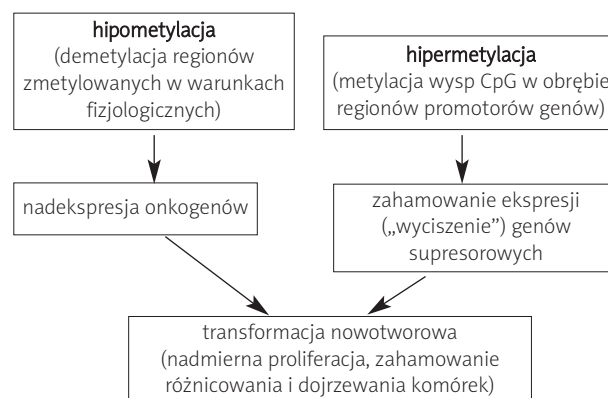 hipometylacja
(demetylacja regionów
zmetylowanych w warunkach
fizjologicznych)
hipermetylacja
(metylacja wysp CpG w obrębie
regionów promotorów genów)
nadekspresja onkogenów
zahamowanie ekspresji
(„wyciszenie”) genów
supresorowych
transformacja nowotworowa
(nadmierna proliferacja, zahamowanie
różnicowania i dojrzewania komórek)